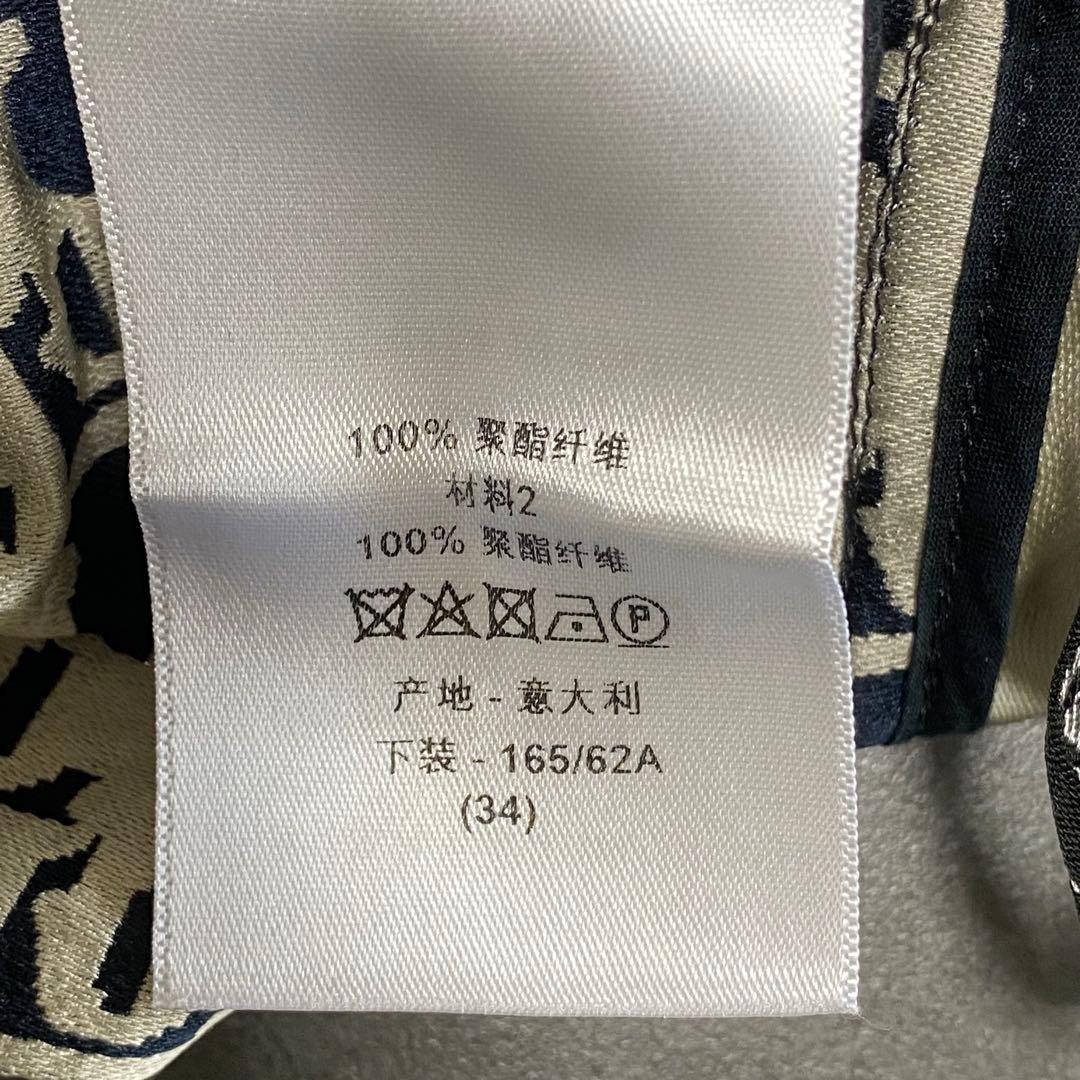 100% 聚酯纤维
材料2
100% 聚酯纤维
P
产地 - 意大利
下装 - 165/62A
(34)